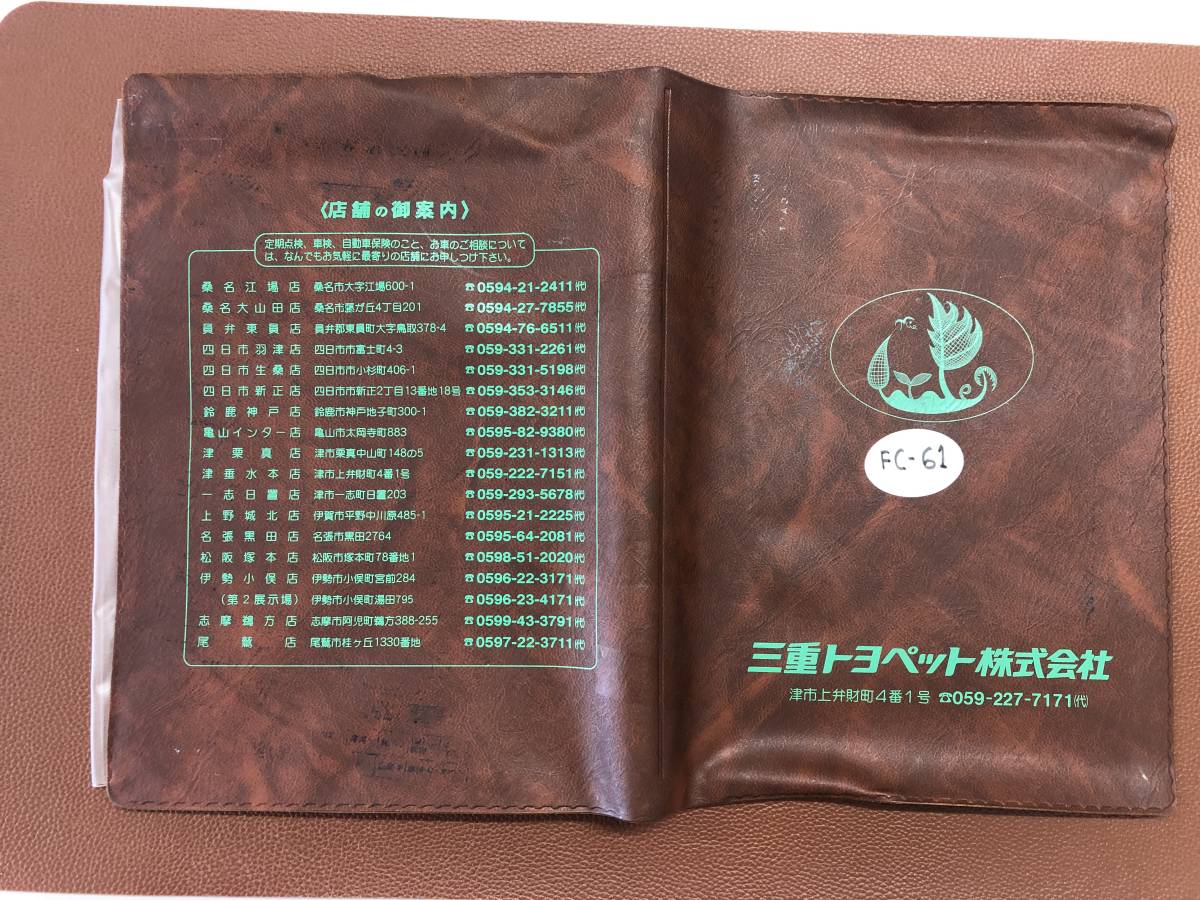 〈店舗の御案内〉
定期点検、車検、自動車保険のこと、お車のご相談について
は、なんでもお気軽に最寄りの店舗にお申しつけ下さい。
桑名江場店 桑名市大字江場600-1 ☎0594-21-2411㈹
桑名大山田店 桑名市藤が丘4丁目201 ☎0594-27-7855㈹
員弁東員店 員弁郡東員町大字鳥取378-4 ☎0594-76-6511㈹
四日市羽津店 四日市市富士町4-3 ☎059-331-2261㈹
四日市生桑店 四日市市小杉町406-1 ☎059-331-5198㈹
四日市新正店 四日市市新正2丁目13番地18号 ☎059-353-3146㈹
鈴鹿神戸店 鈴鹿市神戸地子町300-1 ☎059-382-3211㈹
亀山インター店 亀山市太岡寺町883 ☎0595-82-9380㈹
津栗真店 津市栗真中山町148の5 ☎059-231-1313㈹
津垂水本店 津市上弁財町4番1号 ☎059-222-7151㈹
一志日置店 津市一志町日置203 ☎059-293-5678㈹
上野城北店 伊賀市平野中川原485-1 ☎0595-21-2225㈹
名張黒田店 名張市黒田2764 ☎0595-64-2081㈹
松阪塚本店 松阪市塚本町78番地1 ☎0598-51-2020㈹
伊勢小俣店 伊勢市小俣町宮前284 ☎0596-22-3171㈹
(第2展示場) 伊勢市小俣町湯田795 ☎0596-23-4171㈹
志摩鵜方店 志摩市阿児町鵜方388-255 ☎0599-43-3791㈹
尾鷲店 尾鷲市桂ヶ丘1330番地 ☎0597-22-3711㈹
FC-61
三重トヨペット株式会社
津市上弁財町4番1号 ☎059-227-7171㈹